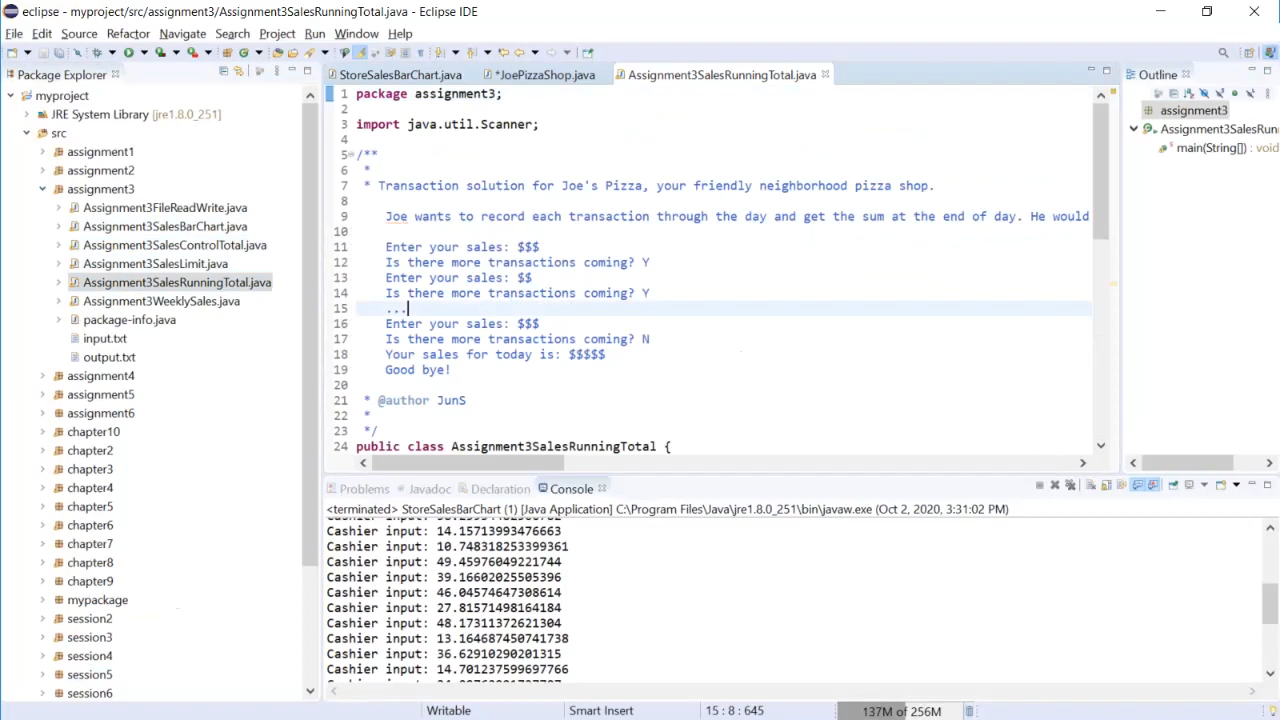 eclipse - myproject/src/assignment3/Assignment3SalesRunningTotal.java - Eclipse IDE
File Edit Source Refactor Navigate Search Project Run Window Help
Package Explorer
myproject
JRE System Library [jre1.8.0_251]
src
assignment1
assignment2
assignment3
Assignment3FileReadWrite.java
Assignment3SalesBarChart.java
Assignment3SalesControlTotal.java
Assignment3SalesLimit.java
Assignment3SalesRunningTotal.java
Assignment3WeeklySales.java
package-info.java
input.txt
output.txt
assignment4
assignment5
assignment6
chapter10
chapter2
chapter3
chapter4
chapter5
chapter6
chapter7
chapter8
chapter9
mypackage
session2
session3
session4
session5
session6
StoreSalesBarChart.java *JoePizzaShop.java Assignment3SalesRunningTotal.java
1 package assignment3;
2
3 import java.util.Scanner;
4
5 /**
6 *
7 * Transaction solution for Joe's Pizza, your friendly neighborhood pizza shop.
8
9 Joe wants to record each transaction through the day and get the sum at the end of day. He would
10
11 Enter your sales: $$$
12 Is there more transactions coming? Y
13 Enter your sales: $$
14 Is there more transactions coming? Y
15 ...
16 Enter your sales: $$$
17 Is there more transactions coming? N
18 Your sales for today is: $$$$$
19 Good bye!
20
21 * @author JunS
22 *
23 */
24 public class Assignment3SalesRunningTotal {
Outline
assignment3
Assignment3SalesRun
main(String[]) : void
Problems Javadoc Declaration Console
<terminated> StoreSalesBarChart (1) [Java Application] C:\Program Files\Java\jre1.8.0_251\bin\javaw.exe (Oct 2, 2020, 3:31:02 PM)
Cashier input: 14.15713993476663
Cashier input: 10.748318253399361
Cashier input: 49.45976049221744
Cashier input: 39.16602025505396
Cashier input: 46.04574647308614
Cashier input: 27.81571498164184
Cashier input: 48.17311372621304
Cashier input: 13.164687450741738
Cashier input: 36.62910290201315
Cashier input: 14.701237599697766
Writable Smart Insert 15 : 8 : 645 137M of 256M